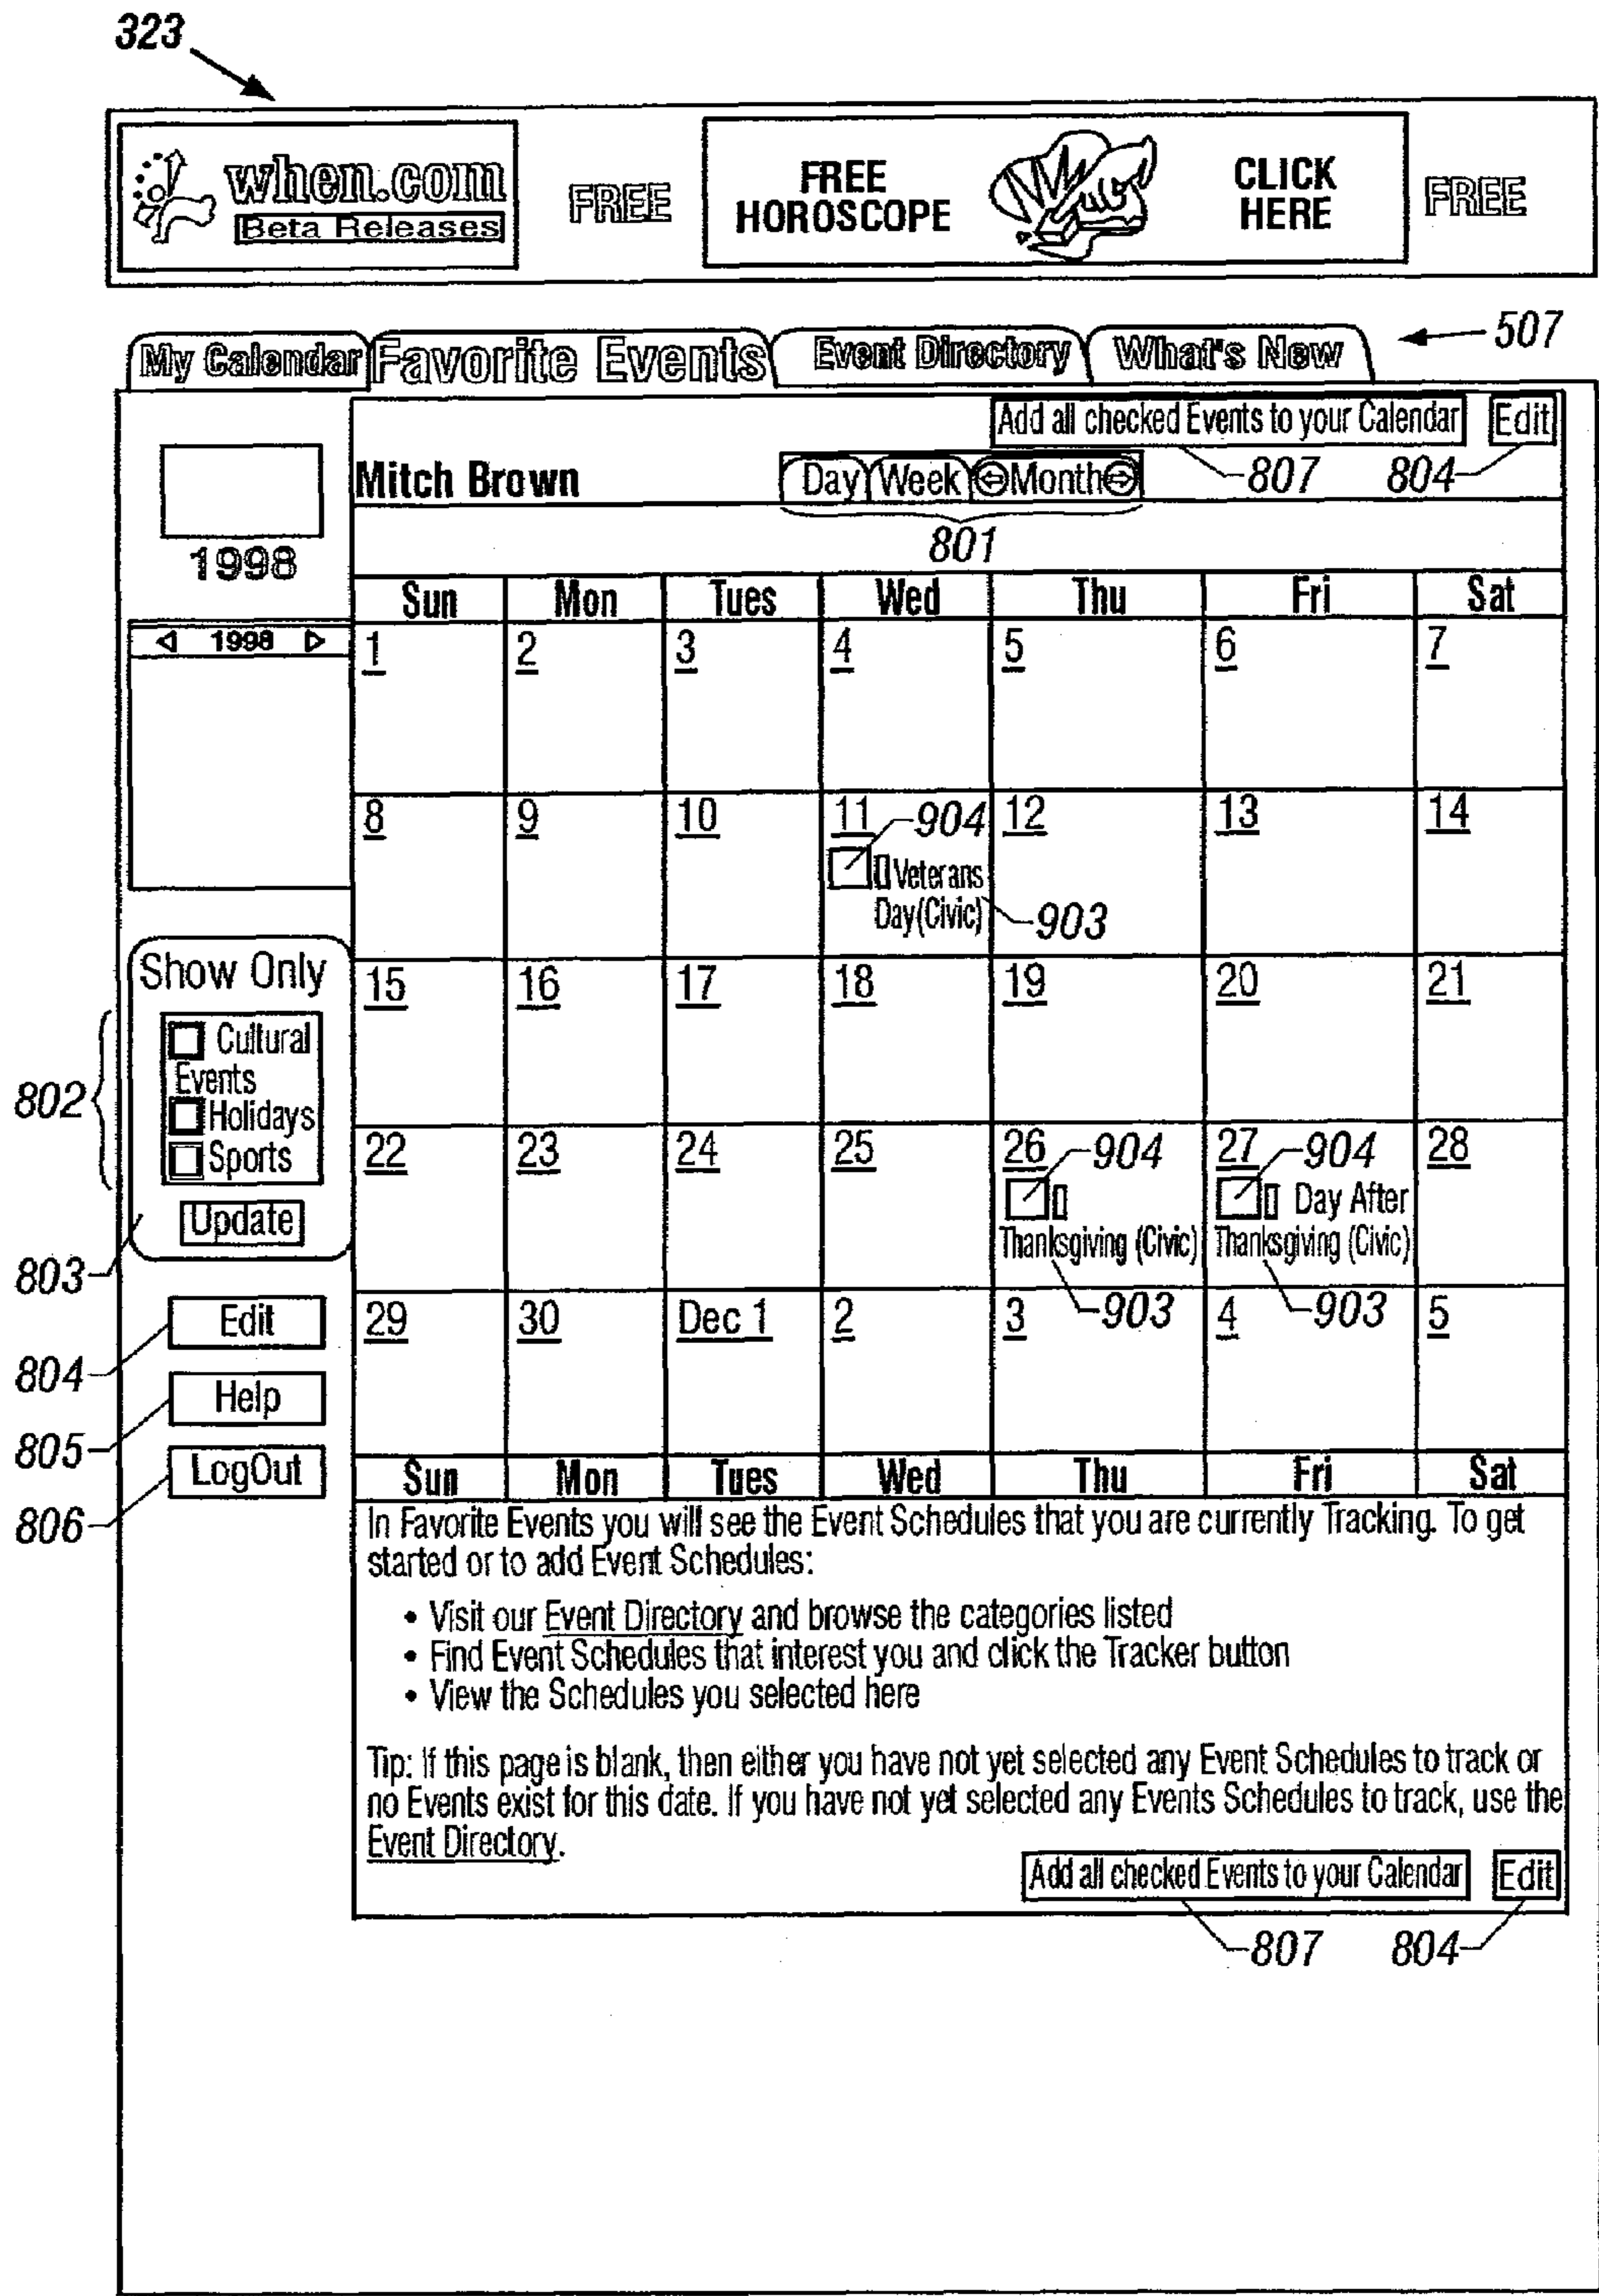 323
when.com
Beta Releases
FREE
FREE
HOROSCOPE
CLICK
HERE
FREE
My Calendar Favorite Events Event Directory What's New
507
Add all checked Events to your Calendar Edit
Mitch Brown Day Week Month
807 804
801
1998
Sun Mon Tues Wed Thu Fri Sat
1998
1 2 3 4 5 6 7
8 9 10 11 904 12 13 14
Veterans
Day(Civic) 903
Show Only
15 16 17 18 19 20 21
Cultural
Events
Holidays
Sports
802
Update
803
22 23 24 25 26 904 27 904 28
Day After
Thanksgiving (Civic) Thanksgiving (Civic)
903 903
29 30 Dec 1 2 3 4 5
Edit
804
Help
805
LogOut
806
Sun Mon Tues Wed Thu Fri Sat
In Favorite Events you will see the Event Schedules that you are currently Tracking. To get
started or to add Event Schedules:
• Visit our Event Directory and browse the categories listed
• Find Event Schedules that interest you and click the Tracker button
• View the Schedules you selected here
Tip: If this page is blank, then either you have not yet selected any Event Schedules to track or
no Events exist for this date. If you have not yet selected any Events Schedules to track, use the
Event Directory.
Add all checked Events to your Calendar Edit
807 804